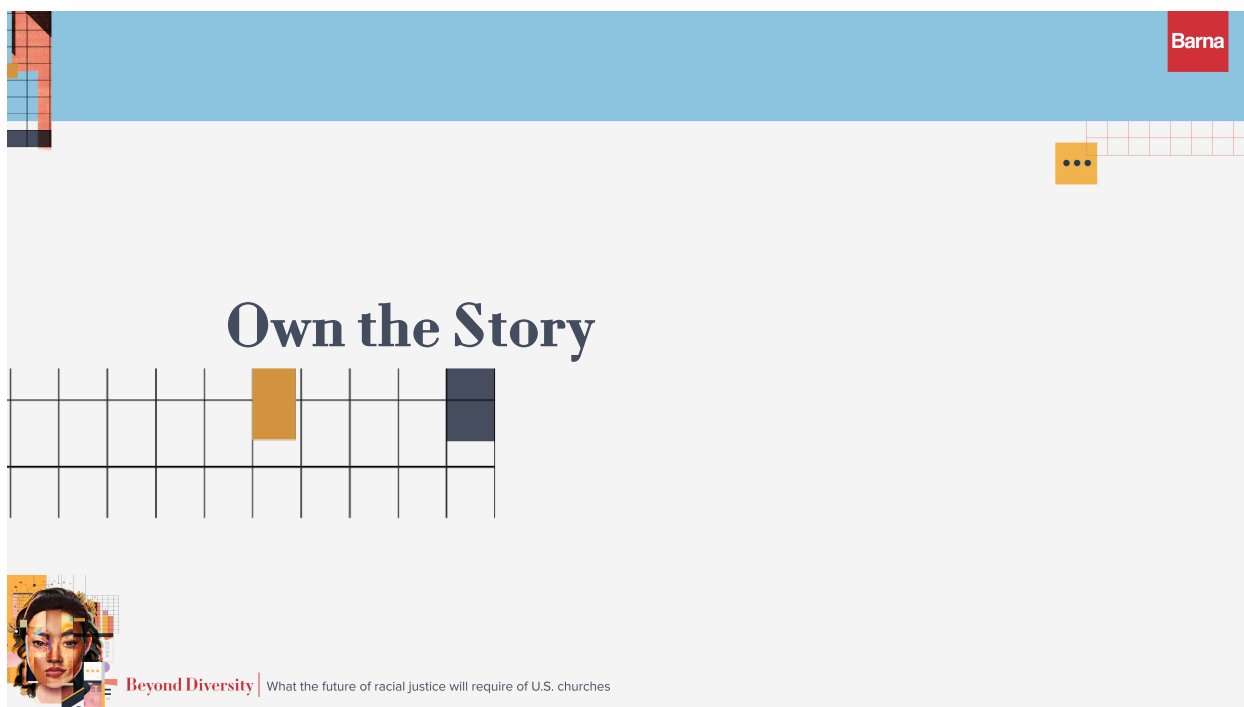 Barna
Own the Story
Beyond Diversity What the future of racial justice will require of U.S. churches